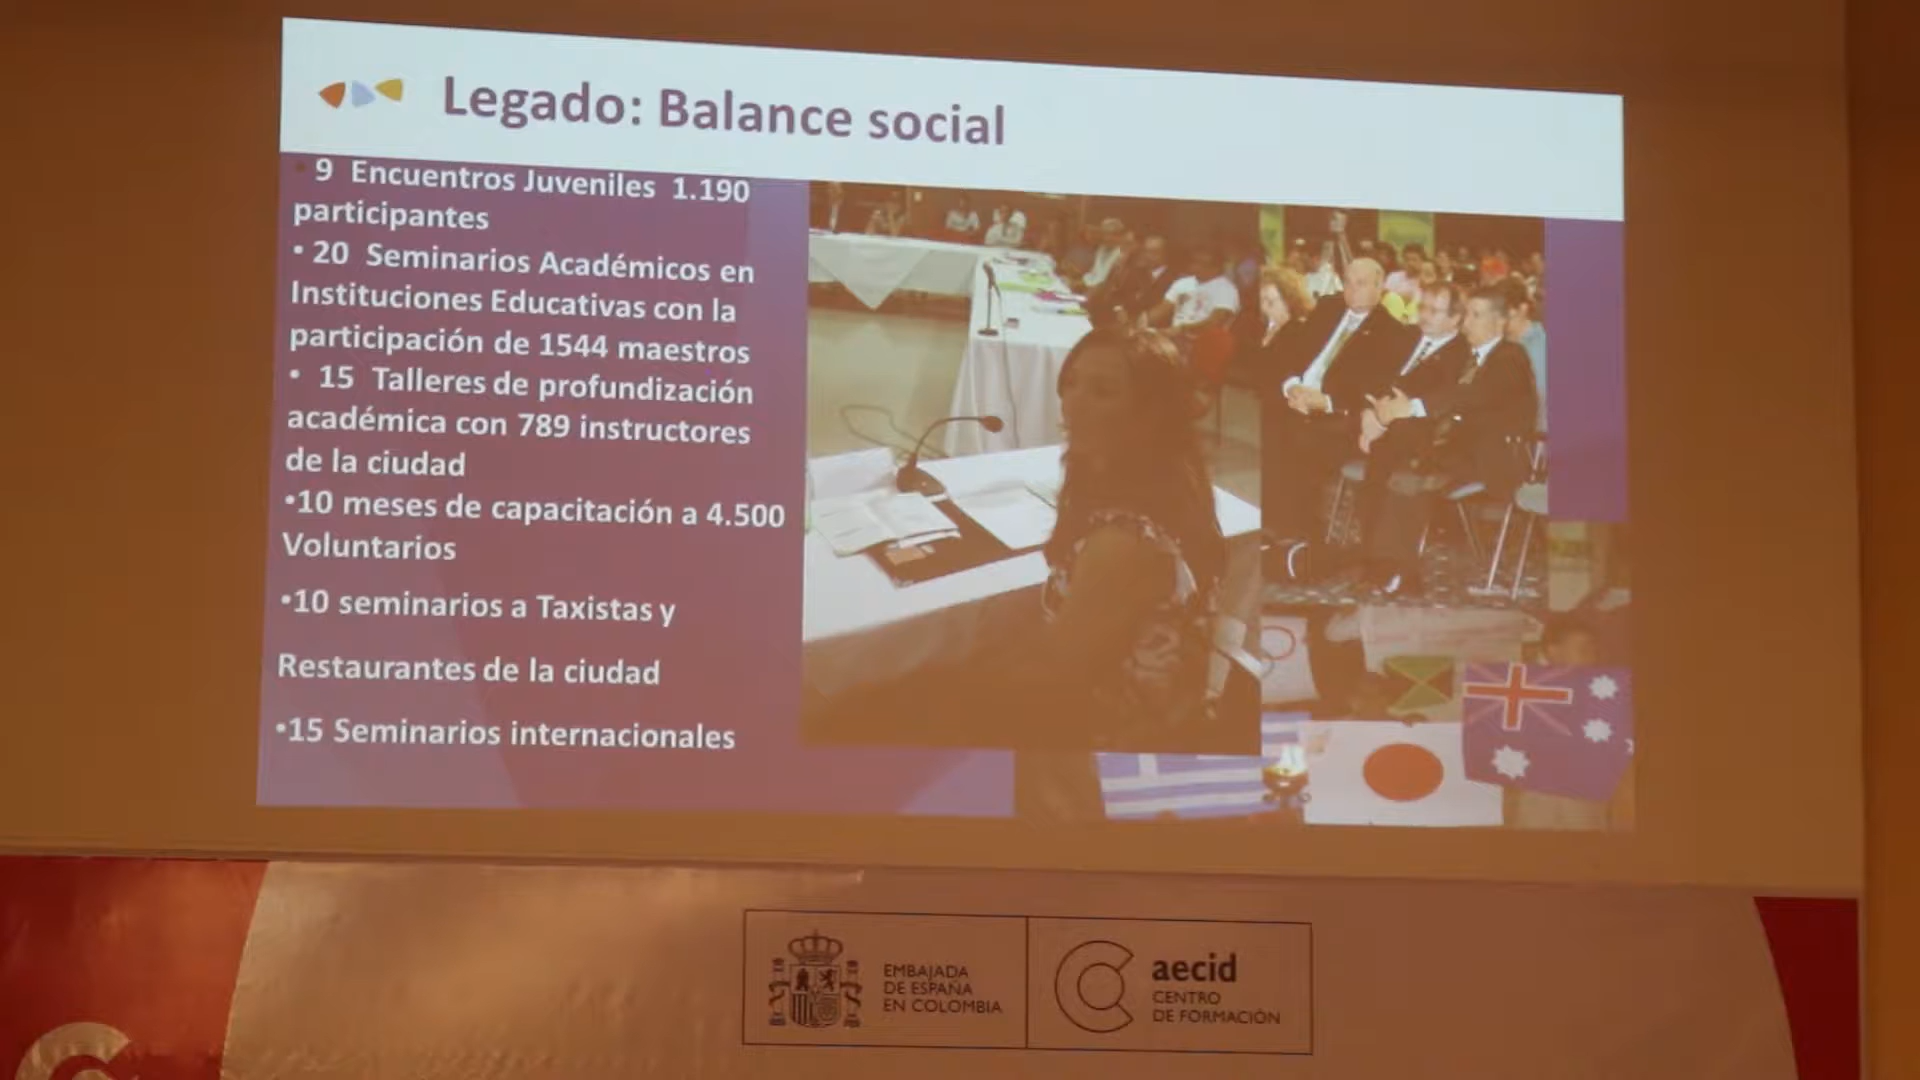 Legado: Balance social
• 9 Encuentros Juveniles 1.190
participantes
• 20 Seminarios Académicos en
Instituciones Educativas con la
participación de 1544 maestros
• 15 Talleres de profundización
académica con 789 instructores
de la ciudad
•10 meses de capacitación a 4.500
Voluntarios
•10 seminarios a Taxistas y
Restaurantes de la ciudad
•15 Seminarios internacionales
EMBAJADA
DE ESPAÑA
EN COLOMBIA
aecid
CENTRO
DE FORMACIÓN